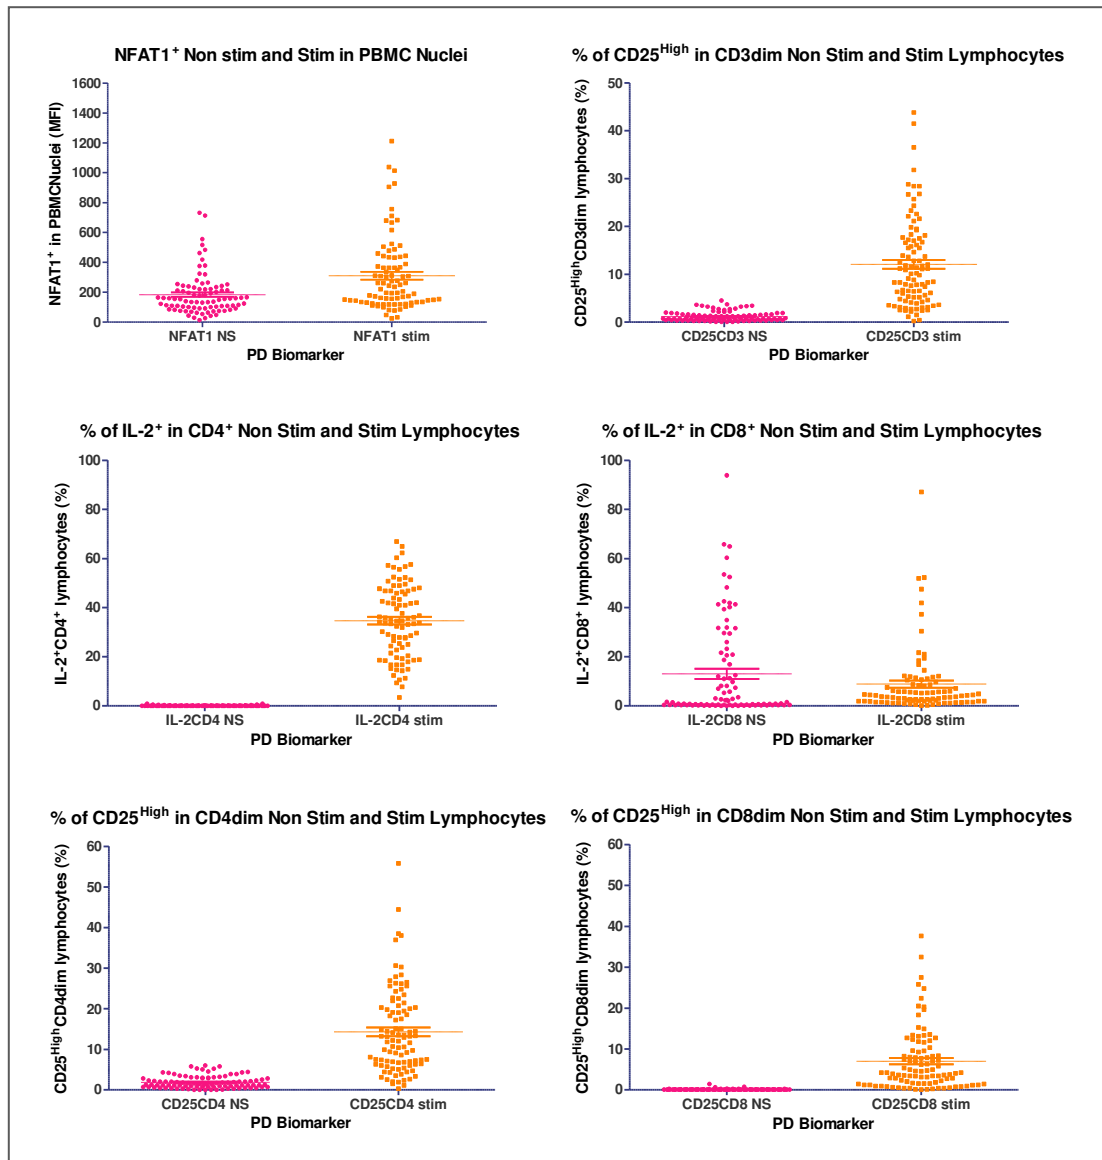 NFAT1⁺ Non stim and Stim in PBMC Nuclei
NFAT1⁺ in PBMCNuclei (MFI)
1600
1400
1200
1000
800
600
400
200
0
NFAT1 NS
NFAT1 stim
PD Biomarker
% of CD25ᴴⁱᵍʰ in CD3dim Non Stim and Stim Lymphocytes
CD25ᴴⁱᵍʰCD3dim lymphocytes (%)
50
40
30
20
10
0
CD25CD3 NS
CD25CD3 stim
PD Biomarker
% of IL-2⁺ in CD4⁺ Non Stim and Stim Lymphocytes
IL-2⁺CD4⁺ lymphocytes (%)
100
80
60
40
20
0
IL-2CD4 NS
IL-2CD4 stim
PD Biomarker
% of IL-2⁺ in CD8⁺ Non Stim and Stim Lymphocytes
IL-2⁺CD8⁺ lymphocytes (%)
100
80
60
40
20
0
IL-2CD8 NS
IL-2CD8 stim
PD Biomarker
% of CD25ᴴⁱᵍʰ in CD4dim Non Stim and Stim Lymphocytes
CD25ᴴⁱᵍʰCD4dim lymphocytes (%)
60
50
40
30
20
10
0
CD25CD4 NS
CD25CD4 stim
PD Biomarker
% of CD25ᴴⁱᵍʰ in CD8dim Non Stim and Stim Lymphocytes
CD25ᴴⁱᵍʰCD8dim lymphocytes (%)
60
50
40
30
20
10
0
CD25CD8 NS
CD25CD8 stim
PD Biomarker